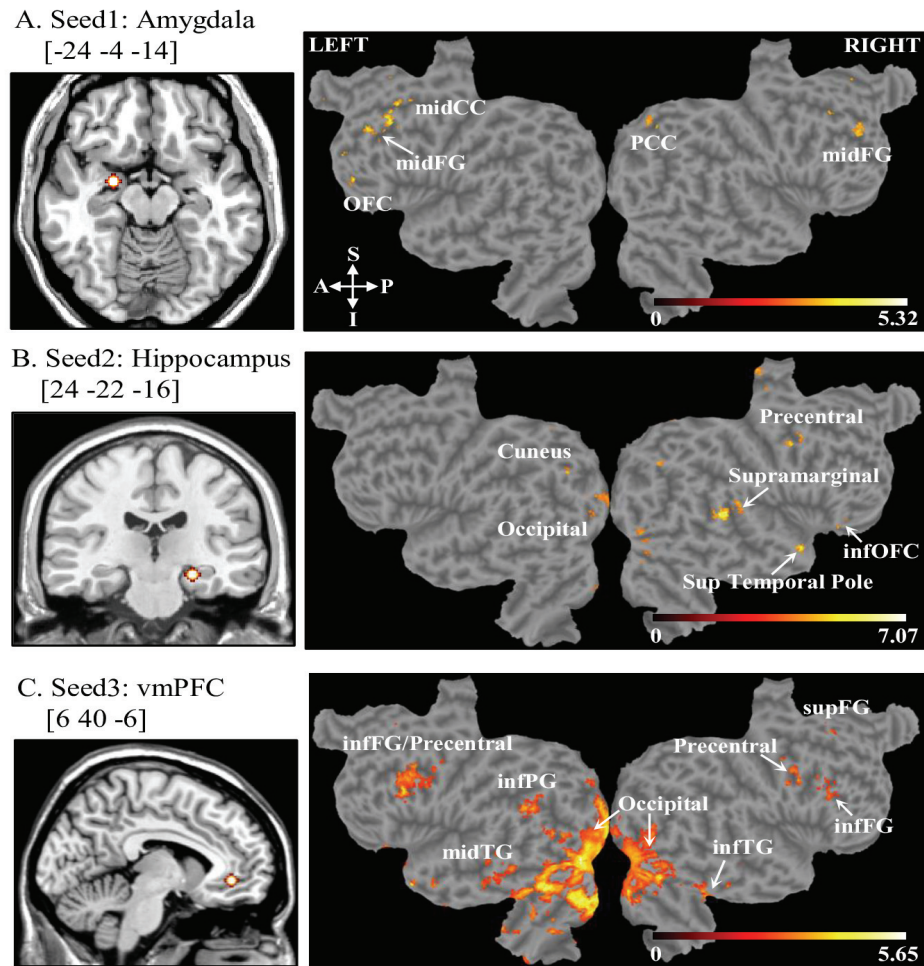 A. Seed1: Amygdala
[-24 -4 -14]
LEFT
RIGHT
midCC
midFG
OFC
PCC
midFG
S
A
P
I
0
5.32
B. Seed2: Hippocampus
[24 -22 -16]
Cuneus
Occipital
Precentral
Supramarginal
infOFC
Sup Temporal Pole
0
7.07
C. Seed3: vmPFC
[6 40 -6]
infFG/Precentral
infPG
Occipital
midTG
supFG
Precentral
infFG
infTG
0
5.65